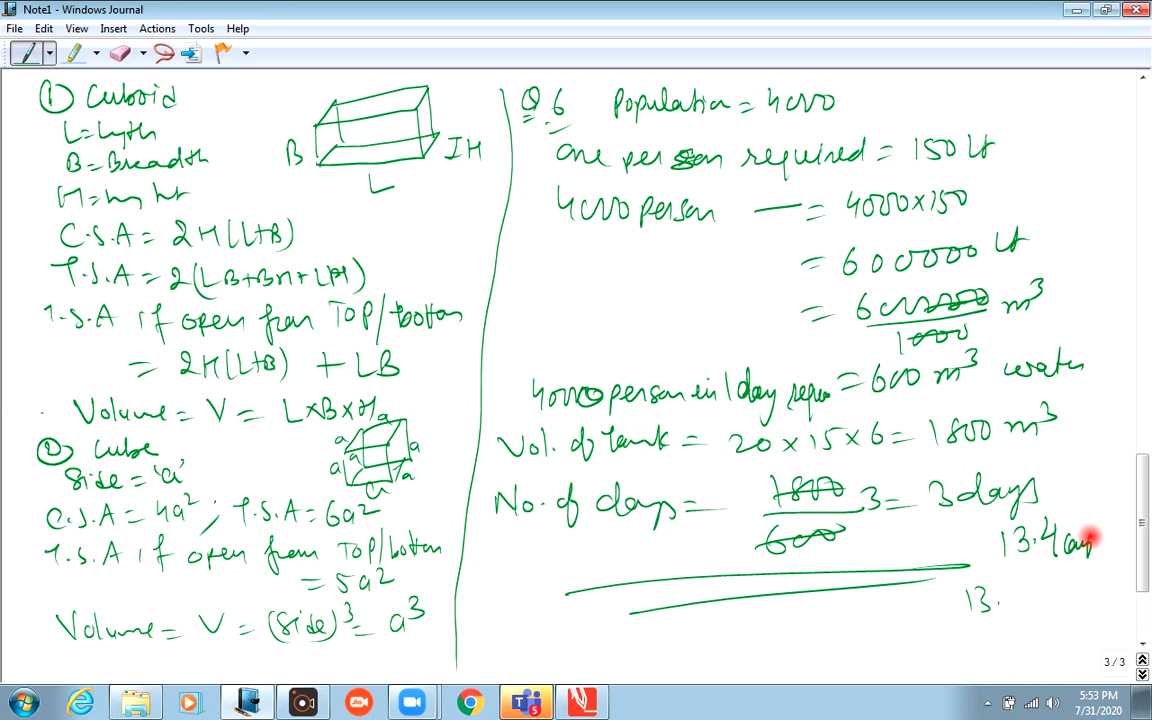 Note1 - Windows Journal
File Edit View Insert Actions Tools Help
① Cuboid
L = Length
B = Breadth
H = height
B
L
H
C.S.A = 2H(L+B)
T.S.A = 2(LB+BH+LH)
T.S.A if open from Top/bottom
= 2H(L+B) + LB
Volume = V = L×B×H
② Cube
Side = 'a'
a
a
a
a
a
a
a
C.S.A = 4a² ; T.S.A = 6a²
T.S.A if open from Top/bottom
= 5a²
Volume = V = (Side)³ = a³
Q 6 Population = 4000
one person required = 150 lt
4000 person — = 4000×150
= 600000 lt
= 600000/1000 m³
4000 person in 1 day = 600 m³ water
Vol. of tank = 20 × 15 × 6 = 1800 m³
No. of days = 1800/600 3 = 3 days
13.4
13.
3 / 3
5
5:53 PM
7/31/2020